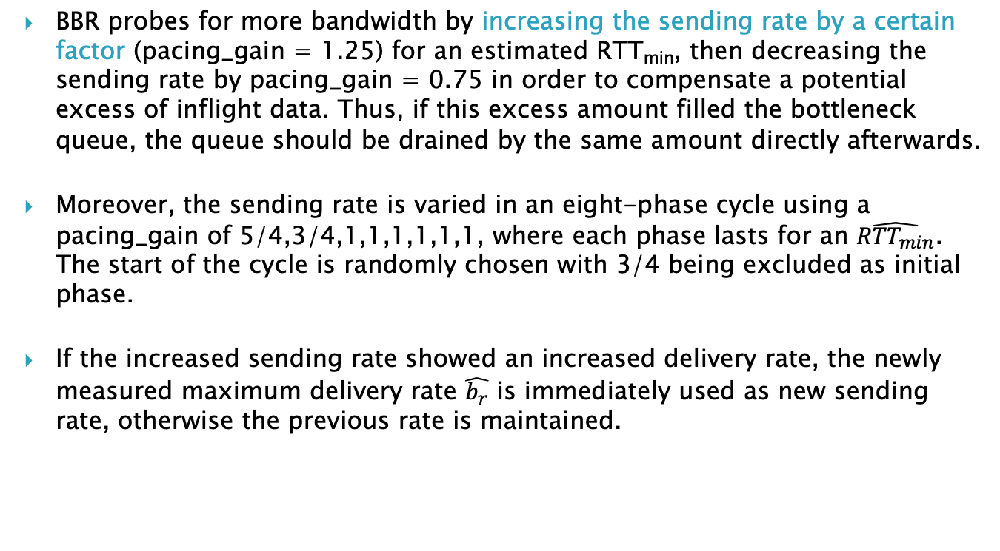 BBR probes for more bandwidth by increasing the sending rate by a certain
factor (pacing_gain = 1.25) for an estimated RTTmin, then decreasing the
sending rate by pacing_gain = 0.75 in order to compensate a potential
excess of inflight data. Thus, if this excess amount filled the bottleneck
queue, the queue should be drained by the same amount directly afterwards.
Moreover, the sending rate is varied in an eight-phase cycle using a
pacing_gain of 5/4,3/4,1,1,1,1,1,1, where each phase lasts for an $\widehat{RTT_{min}}$.
The start of the cycle is randomly chosen with 3/4 being excluded as initial
phase.
If the increased sending rate showed an increased delivery rate, the newly
measured maximum delivery rate $\widehat{b_r}$ is immediately used as new sending
rate, otherwise the previous rate is maintained.